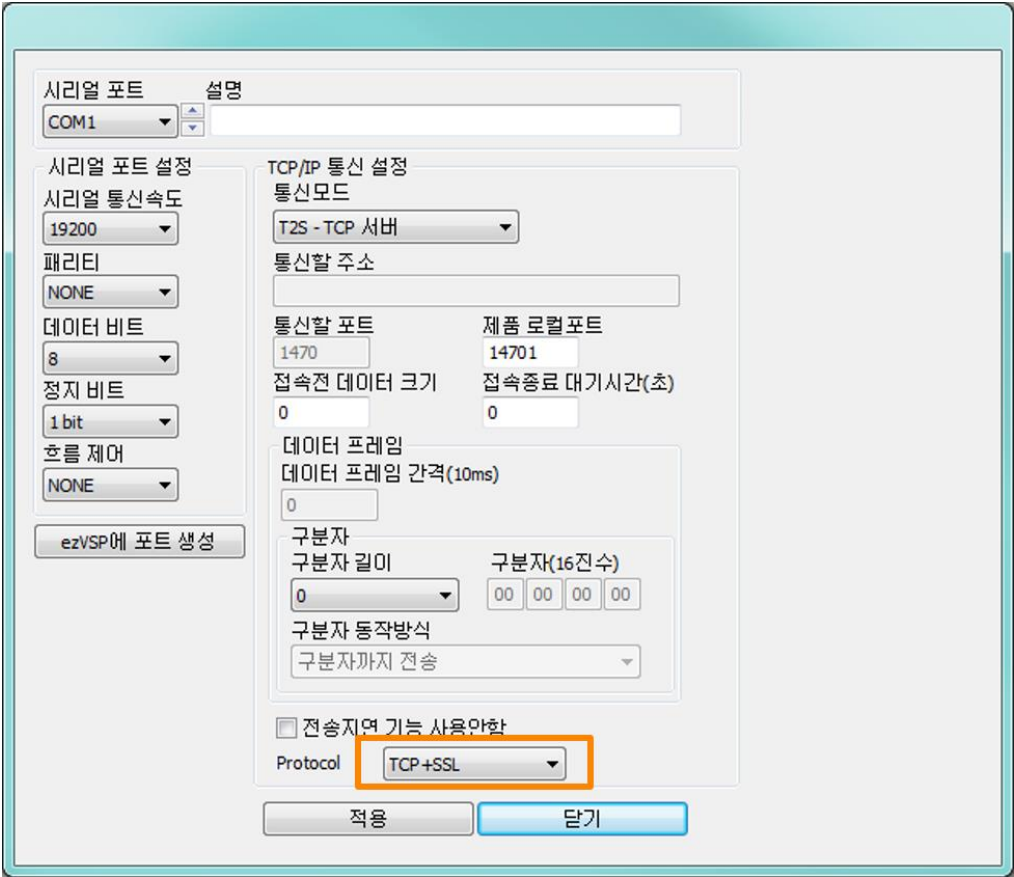 시리얼 포트 설명
COM1
시리얼 포트 설정
시리얼 통신속도
19200
패리티
NONE
데이터 비트
8
정지 비트
1 bit
흐름 제어
NONE
ezVSP에 포트 생성
TCP/IP 통신 설정
통신모드
T2S - TCP 서버
통신할 주소
통신할 포트 제품 로컬포트
1470 14701
접속전 데이터 크기 접속종료 대기시간(초)
0 0
데이터 프레임
데이터 프레임 간격(10ms)
0
구분자
구분자 길이 구분자(16진수)
0 00 00 00 00
구분자 동작방식
구분자까지 전송
전송지연 기능 사용안함
Protocol TCP+SSL
적용 닫기